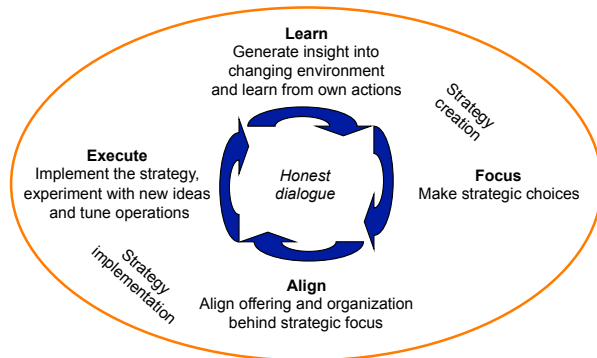 Learn
Generate insight into
changing environment
and learn from own actions
Strategy
creation
Execute
Implement the strategy,
experiment with new ideas
and tune operations
Honest
dialogue
Focus
Make strategic choices
Strategy
implementation
Align
Align offering and organization
behind strategic focus